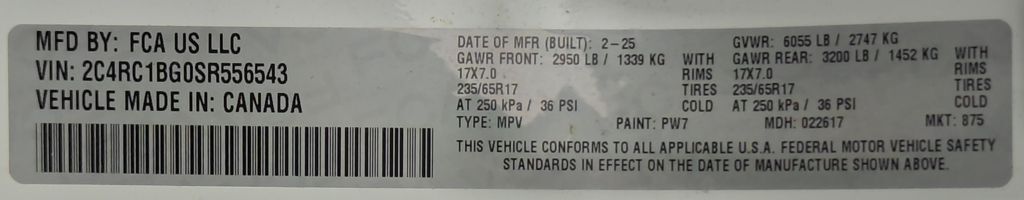 MFD BY: FCA US LLC
VIN: 2C4RC1BG0SR556543
VEHICLE MADE IN: CANADA
DATE OF MFR (BUILT): 2-25 GVWR: 6055 LB / 2747 KG
GAWR FRONT: 2950 LB / 1339 KG WITH GAWR REAR: 3200 LB / 1452 KG WITH
17X7.0 RIMS 17X7.0 RIMS
235/65R17 TIRES 235/65R17 TIRES
AT 250 kPa / 36 PSI COLD AT 250 kPa / 36 PSI COLD
TYPE: MPV PAINT: PW7 MDH: 022617 MKT: 875
THIS VEHICLE CONFORMS TO ALL APPLICABLE U.S.A. FEDERAL MOTOR VEHICLE SAFETY
STANDARDS IN EFFECT ON THE DATE OF MANUFACTURE SHOWN ABOVE.